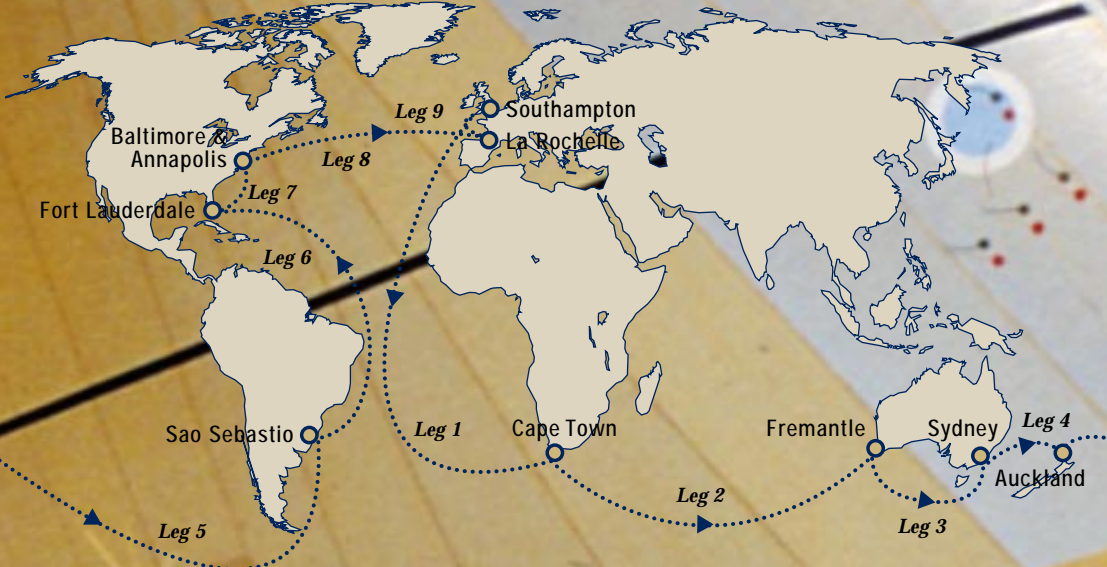 Leg 9
Southampton
Baltimore &
Annapolis
Leg 8
La Rochelle
Leg 7
Fort Lauderdale
Leg 6
Sao Sebastio
Leg 1
Cape Town
Fremantle
Sydney
Leg 4
Auckland
Leg 2
Leg 3
Leg 5